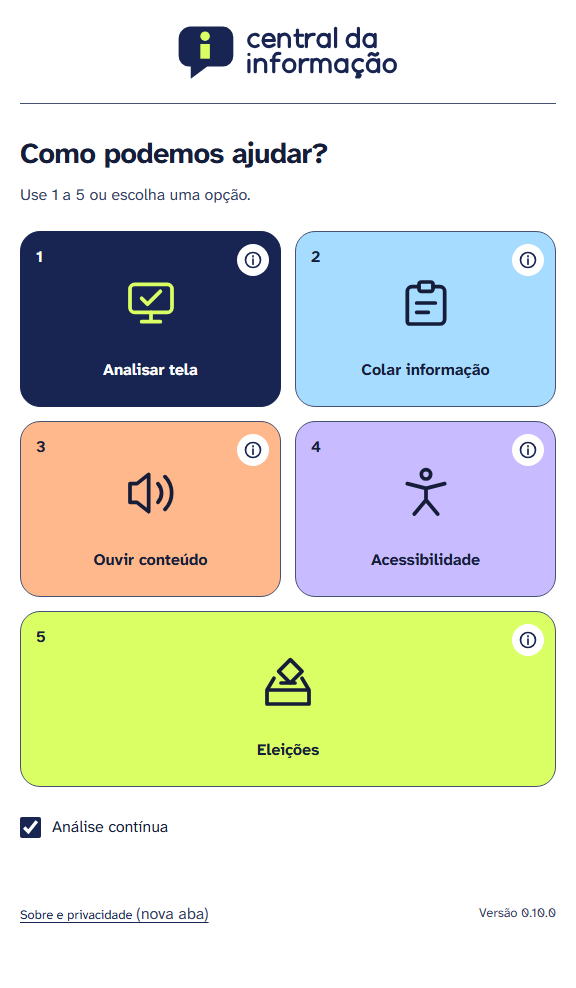 central da
informação
Como podemos ajudar?
Use 1 a 5 ou escolha uma opção.
1
Analisar tela
2
Colar informação
3
Ouvir conteúdo
4
Acessibilidade
5
Eleições
Análise contínua
Sobre e privacidade (nova aba)
Versão 0.10.0